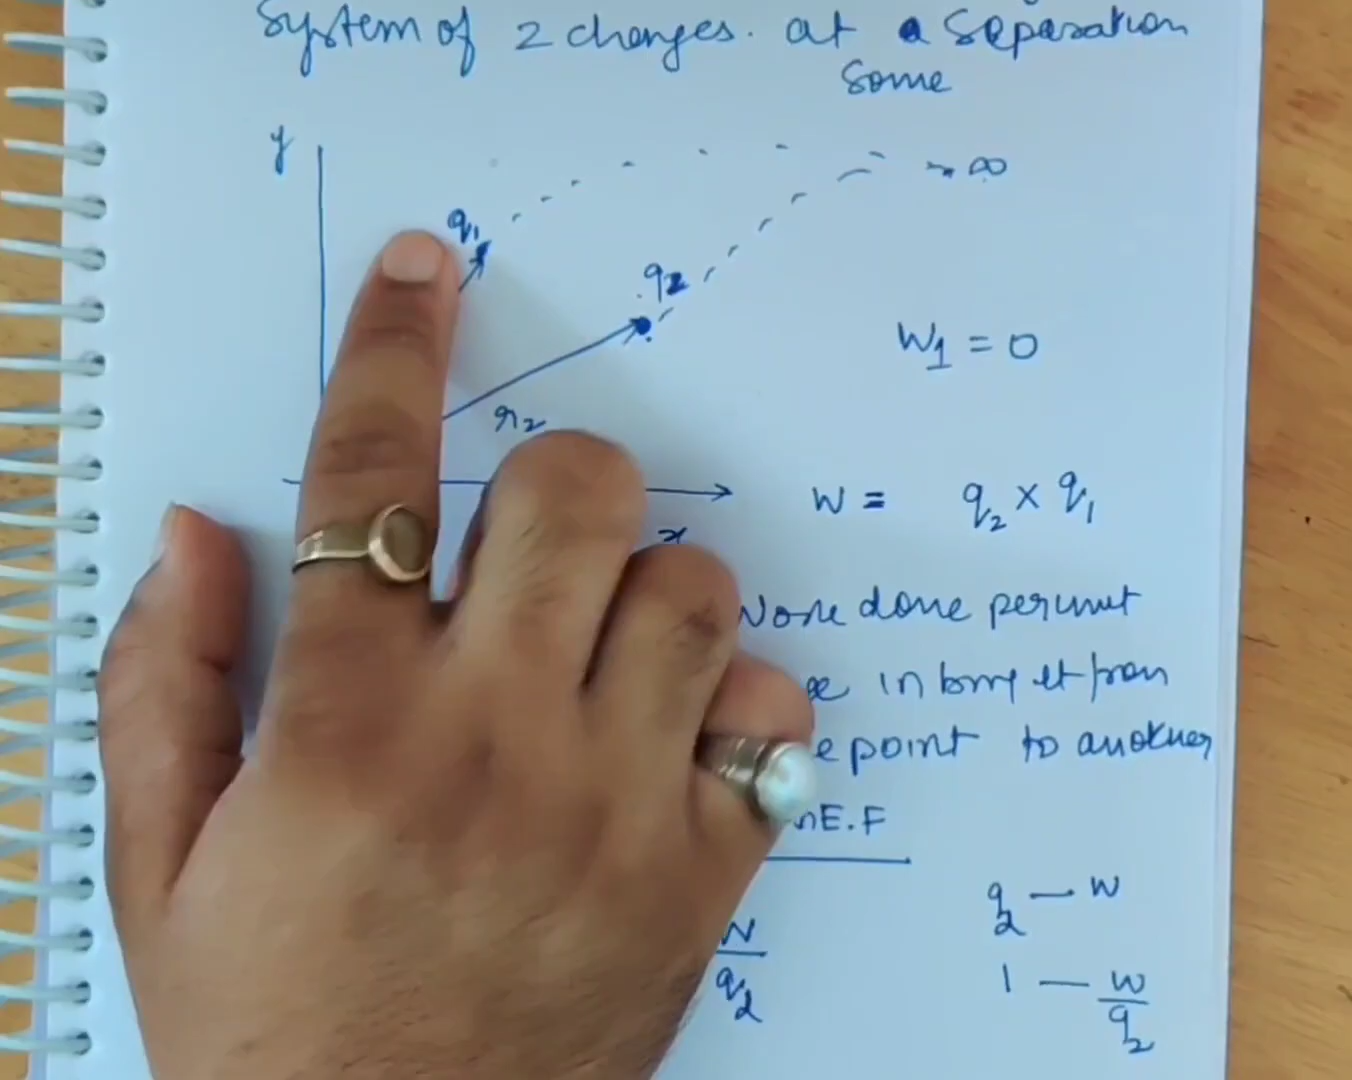 System of 2 charges. at a Separation
Some
y
∞
q1
q2
W1 = 0
r2
W = q2 × q1
x
Work done per unit
in bring it from
point to another
E.F
q2 — W
W
q2
1 — W
q2